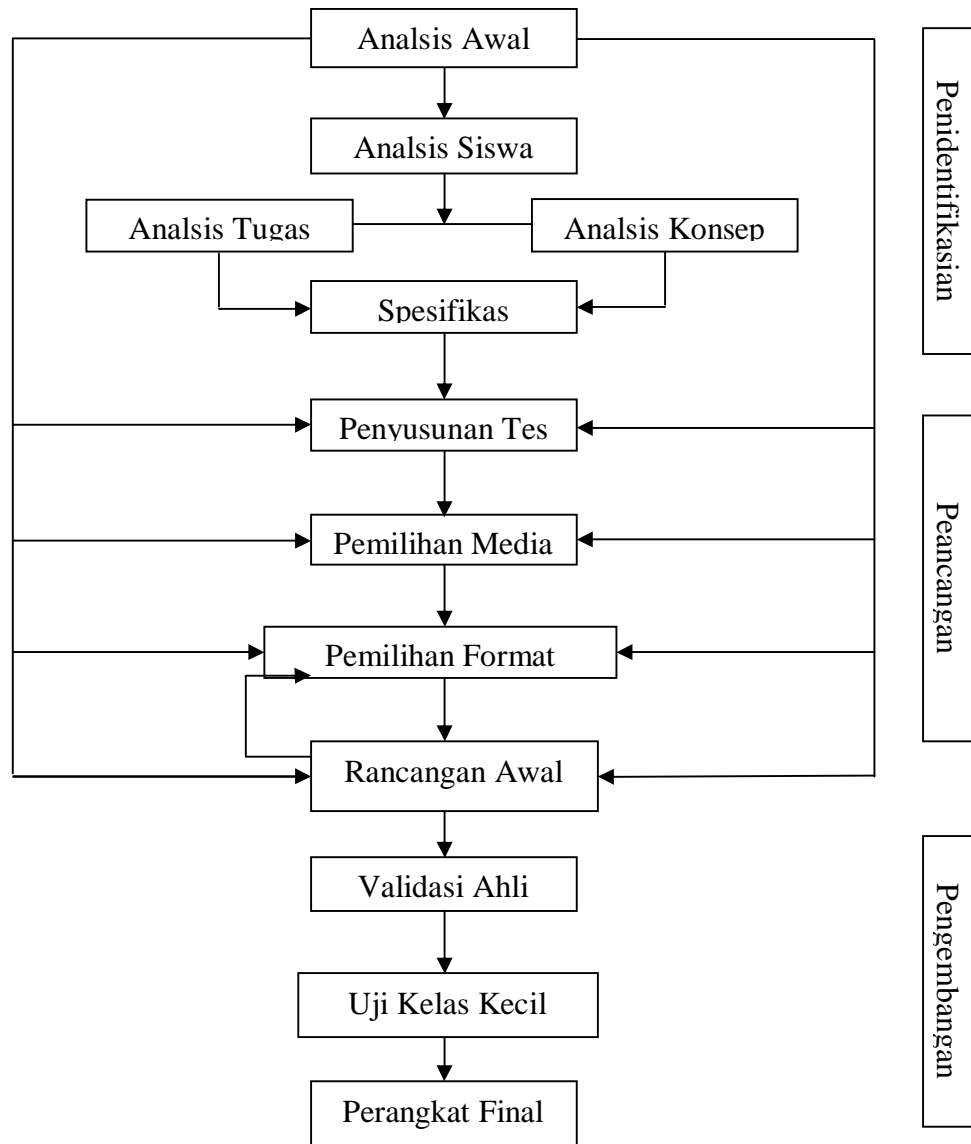 Analsis Awal
Analsis Siswa
Analsis Tugas
Analsis Konsep
Spesifikas
Penyusunan Tes
Pemilihan Media
Pemilihan Format
Rancangan Awal
Validasi Ahli
Uji Kelas Kecil
Perangkat Final
Penidentifikasian
Peancangan
Pengembangan